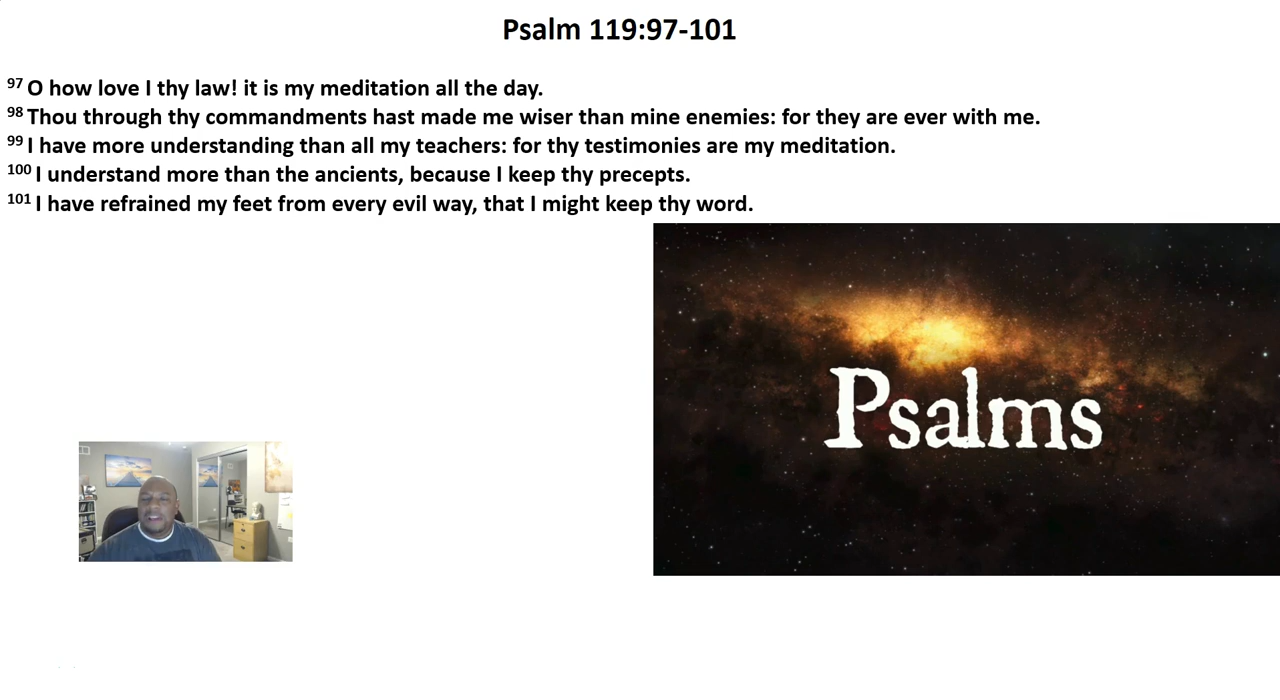 Psalm 119:97-101
97 O how love I thy law! it is my meditation all the day.
98 Thou through thy commandments hast made me wiser than mine enemies: for they are ever with me.
99 I have more understanding than all my teachers: for thy testimonies are my meditation.
100 I understand more than the ancients, because I keep thy precepts.
101 I have refrained my feet from every evil way, that I might keep thy word.
Psalms